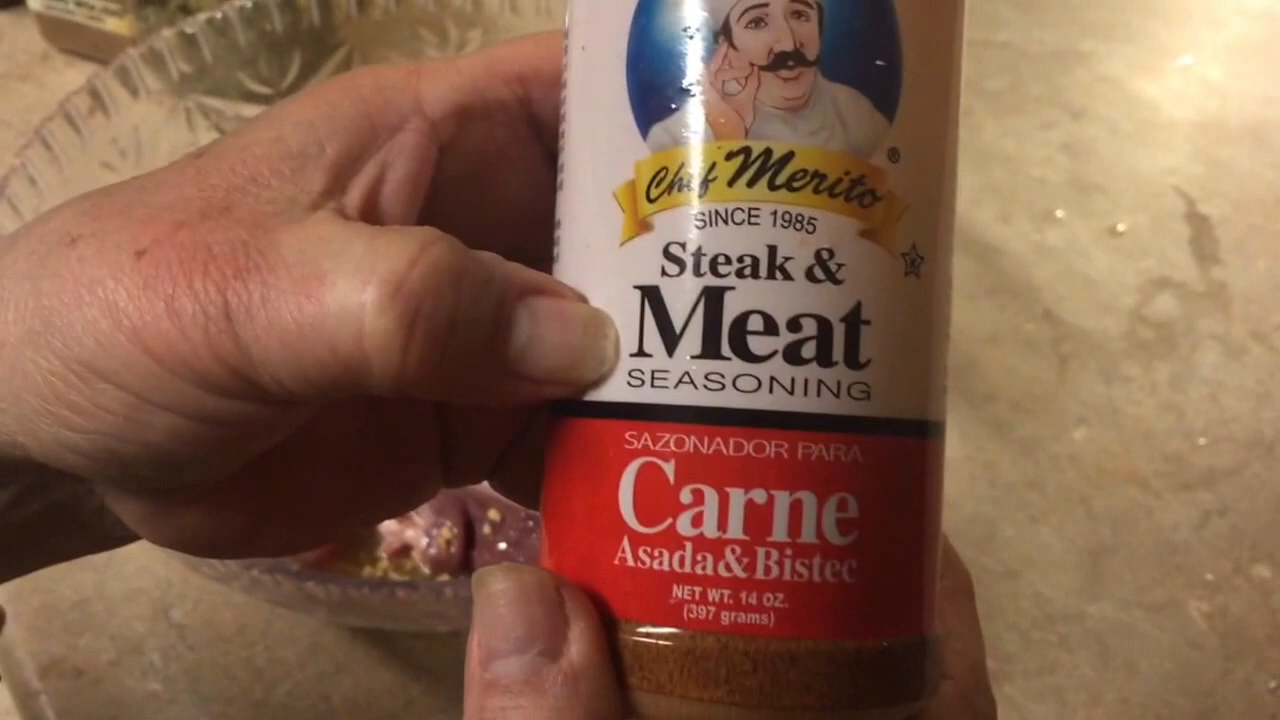 Chef Merito
®
SINCE 1985
Steak &
Meat
SEASONING
K
SAZONADOR PARA
Carne
Asada & Bistec
NET WT. 14 OZ.
(397 grams)